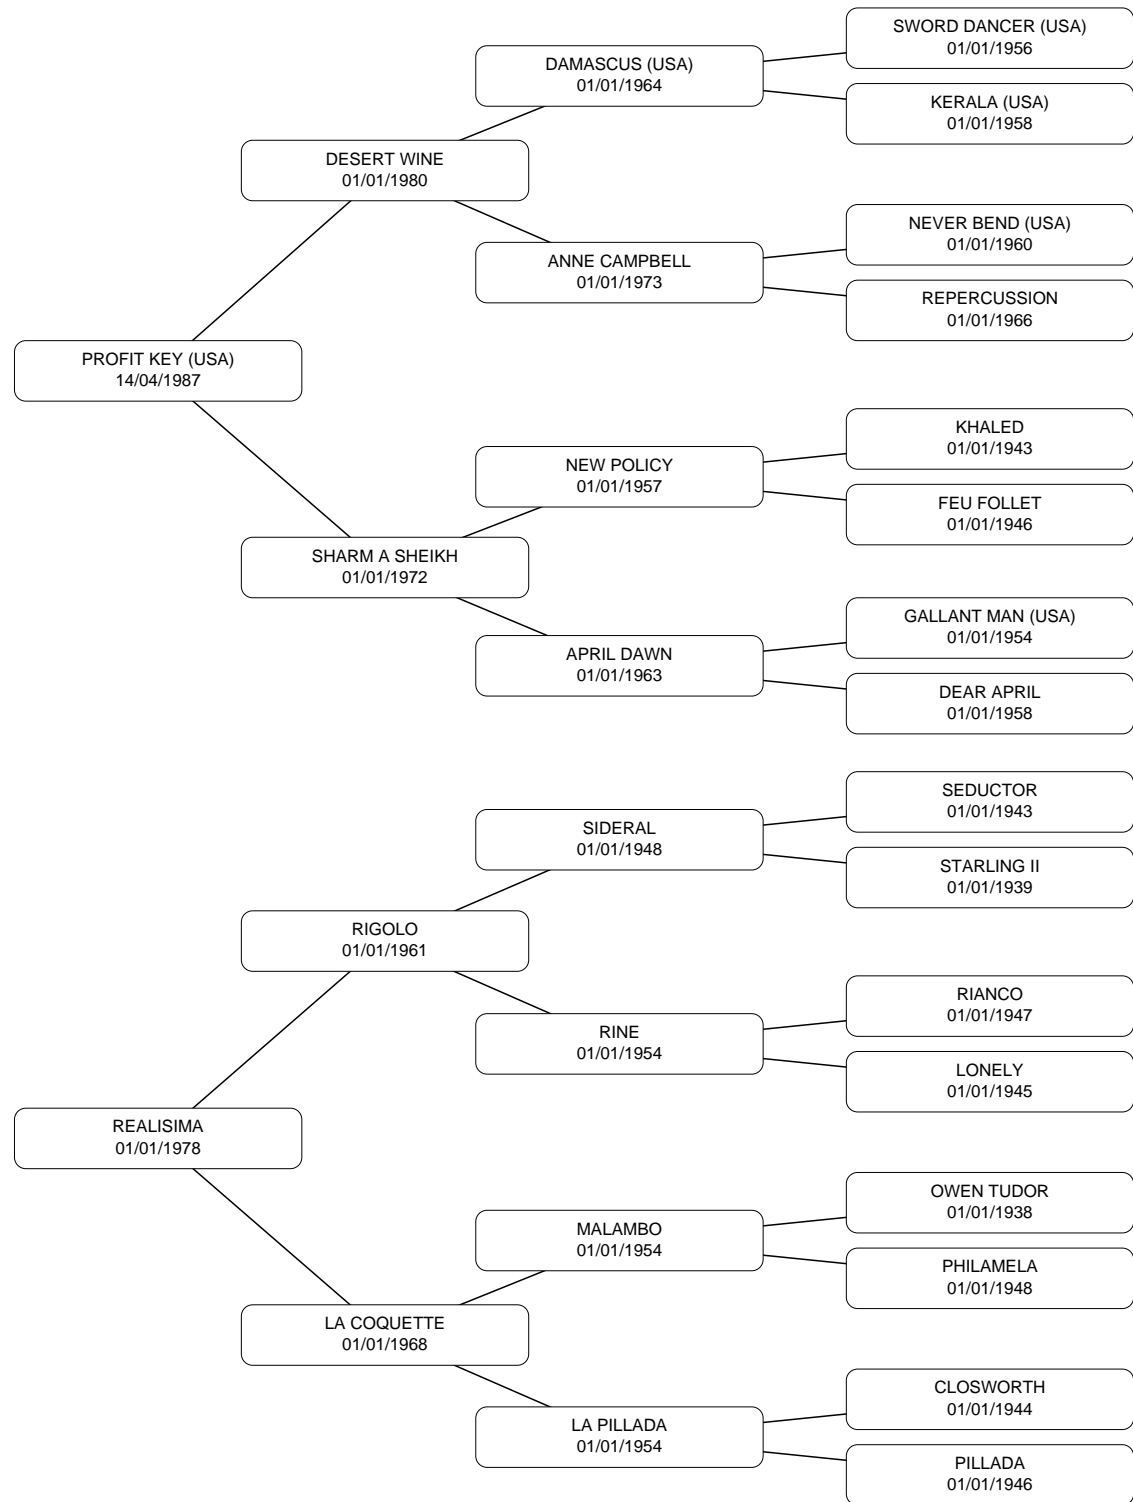 SWORD DANCER (USA)
01/01/1956
DAMASCUS (USA)
01/01/1964
KERALA (USA)
01/01/1958
DESERT WINE
01/01/1980
NEVER BEND (USA)
01/01/1960
ANNE CAMPBELL
01/01/1973
REPERCUSSION
01/01/1966
PROFIT KEY (USA)
14/04/1987
KHALED
01/01/1943
NEW POLICY
01/01/1957
FEU FOLLET
01/01/1946
SHARM A SHEIKH
01/01/1972
GALLANT MAN (USA)
01/01/1954
APRIL DAWN
01/01/1963
DEAR APRIL
01/01/1958
SEDUCTOR
01/01/1943
SIDERAL
01/01/1948
STARLING II
01/01/1939
RIGOLO
01/01/1961
RIANCO
01/01/1947
RINE
01/01/1954
LONELY
01/01/1945
REALISIMA
01/01/1978
OWEN TUDOR
01/01/1938
MALAMBO
01/01/1954
PHILAMELA
01/01/1948
LA COQUETTE
01/01/1968
CLOSWORTH
01/01/1944
LA PILLADA
01/01/1954
PILLADA
01/01/1946